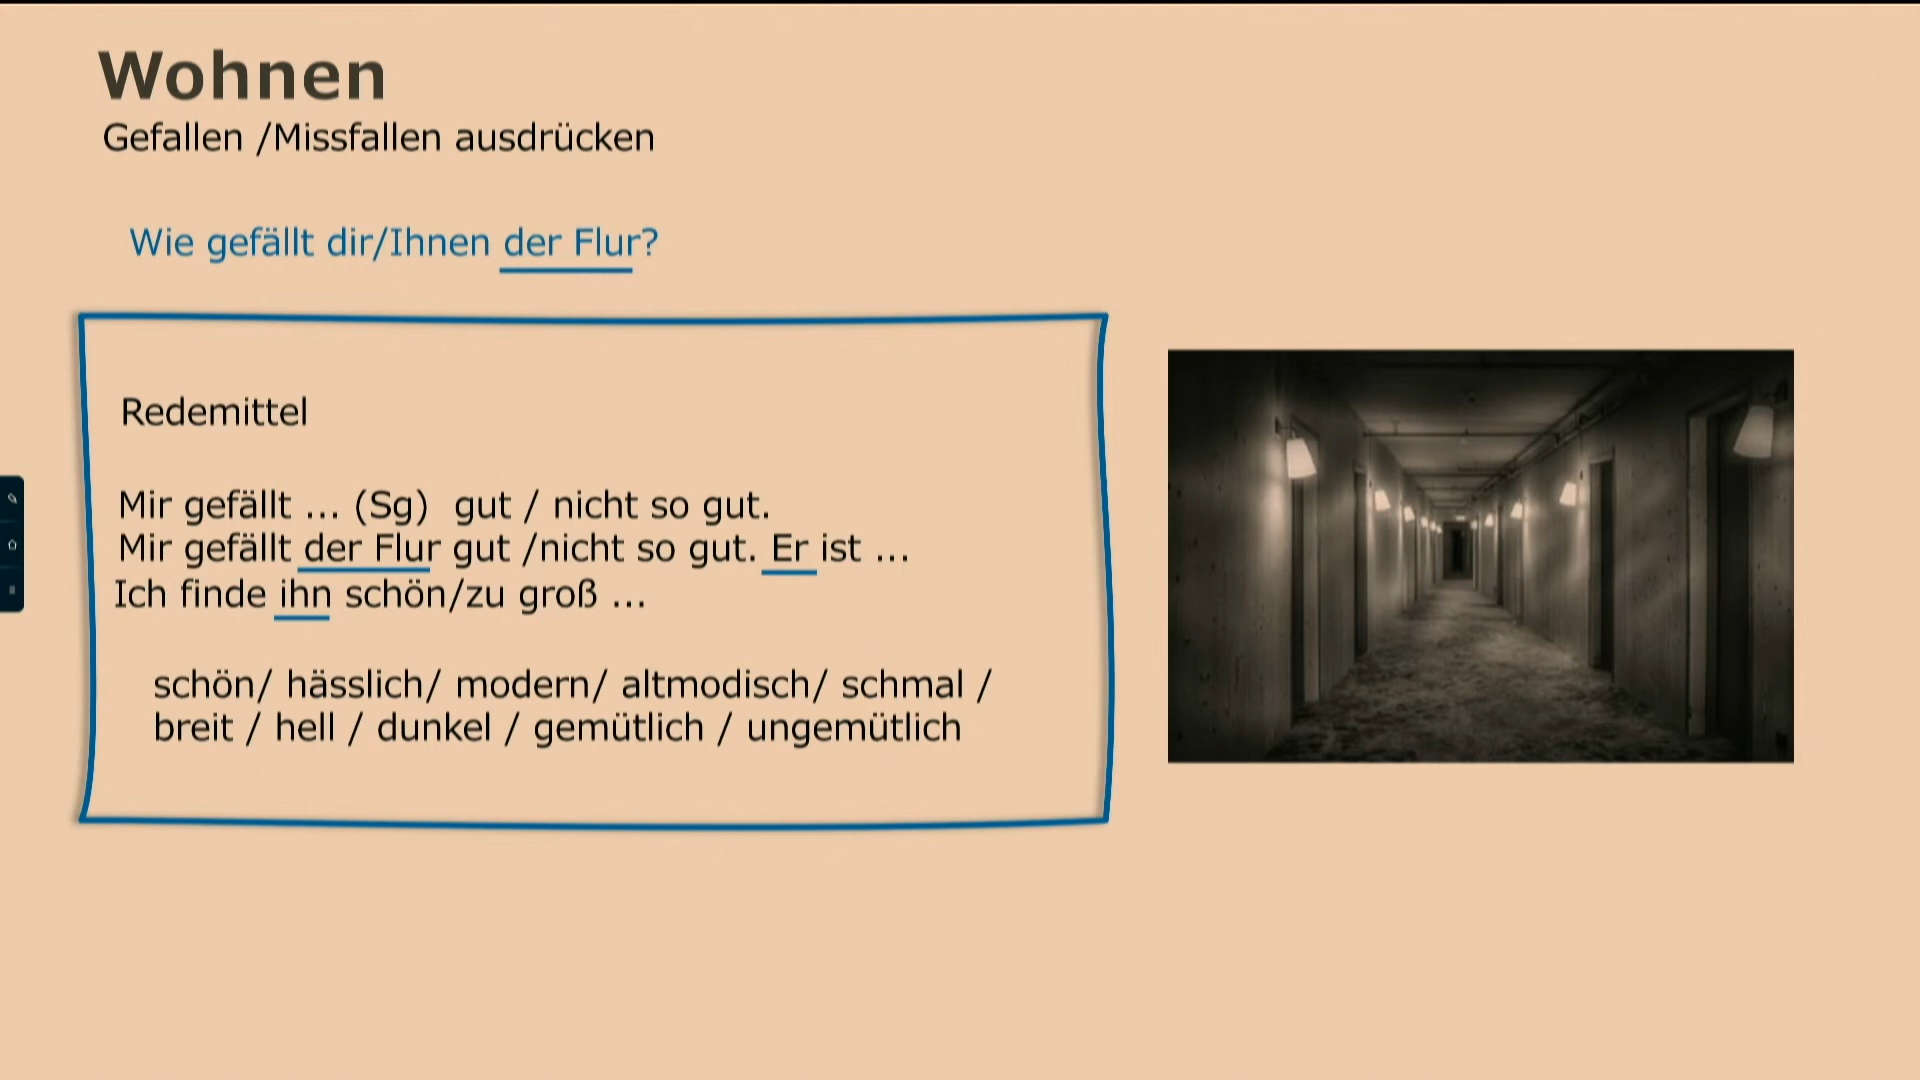 Wohnen
Gefallen /Missfallen ausdrücken
Wie gefällt dir/Ihnen der Flur?
Redemittel
Mir gefällt ... (Sg)  gut / nicht so gut.
Mir gefällt der Flur gut /nicht so gut. Er ist ...
Ich finde ihn schön/zu groß ...
schön/ hässlich/ modern/ altmodisch/ schmal /
breit / hell / dunkel / gemütlich / ungemütlich